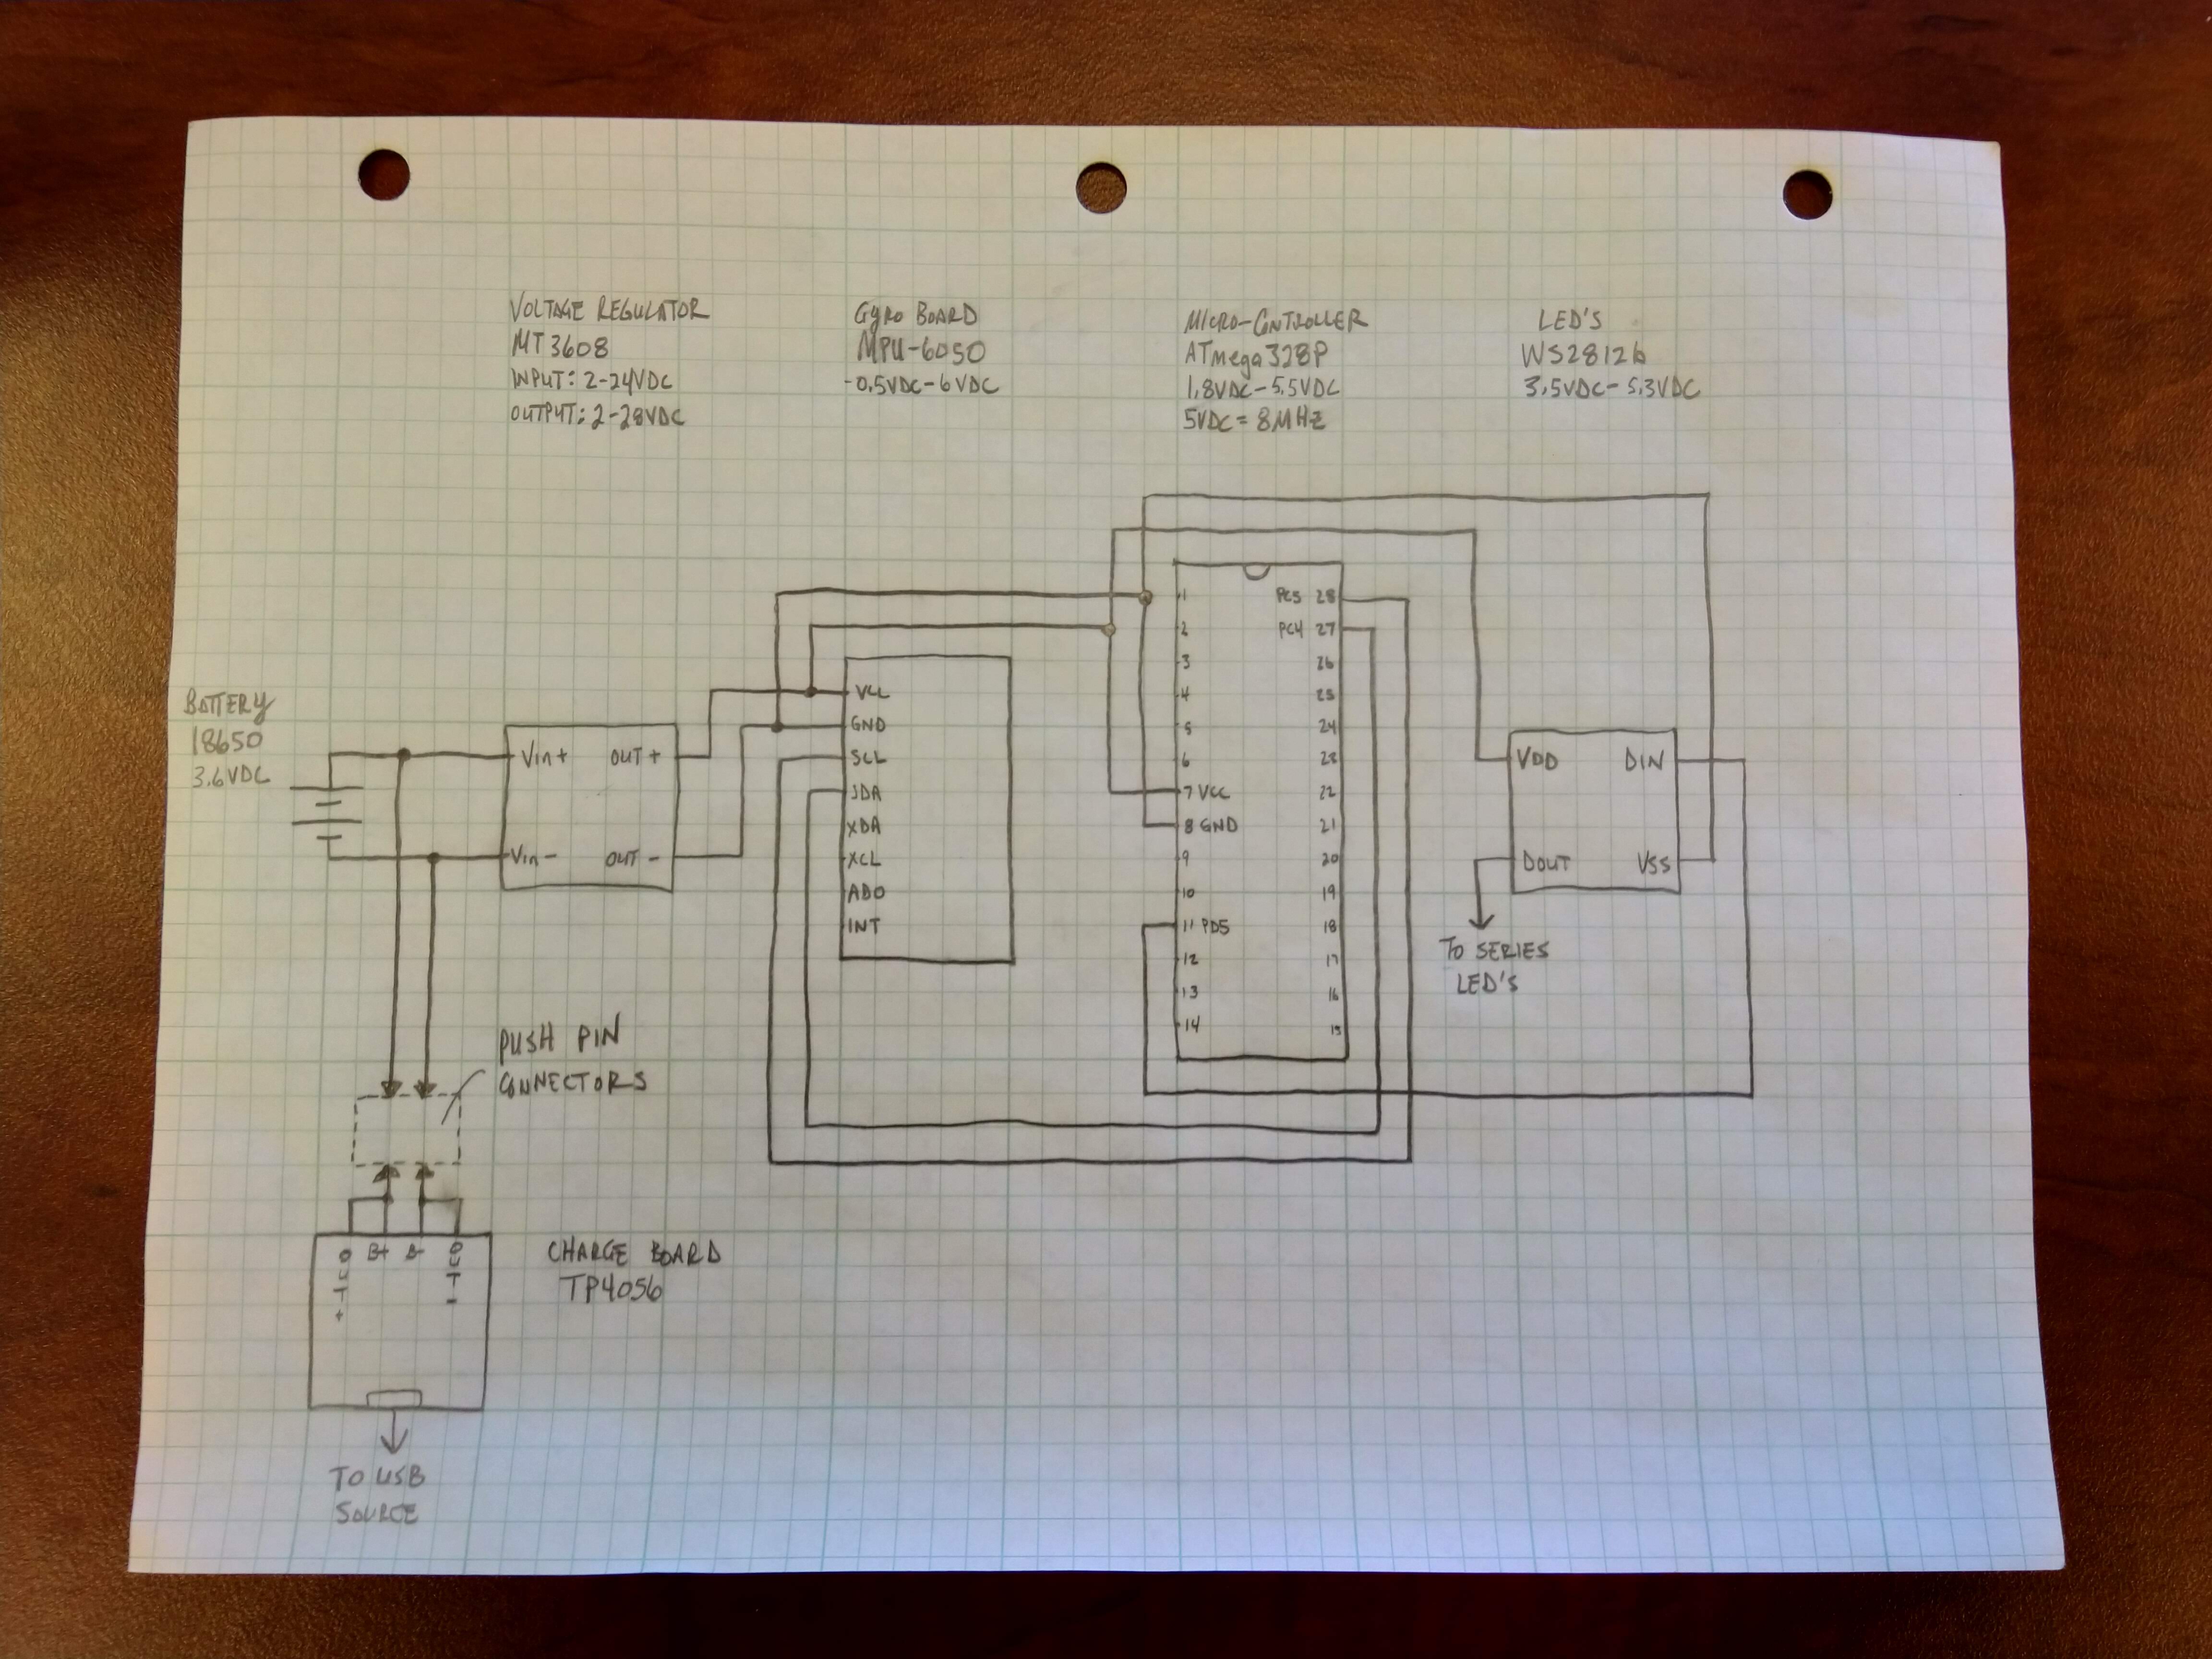 VOLTAGE REGULATOR
MT3608
INPUT: 2-24VDC
OUTPUT: 2-28VDC
GYRO BOARD
MPU-6050
-0.5VDC-6VDC
MICRO-CONTROLLER
ATmega328P
1.8VDC-5.5VDC
5VDC = 8MHz
LED'S
WS2812b
3.5VDC-5.3VDC
BATTERY
18650
3.6VDC
Vin+ OUT+
Vin- OUT-
VCC
GND
SCL
SDA
XDA
XCL
ADO
INT
1 PC5 28
2 PC4 27
3 26
4 25
5 24
6 23
7 VCC 22
8 GND 21
9 20
10 19
11 PD5 18
12 17
13 16
14 15
VDD DIN
DOUT VSS
TO SERIES
LED'S
PUSH PIN
CONNECTORS
OUT+ B+ B- OUT-
CHARGE BOARD
TP4056
TO USB
SOURCE